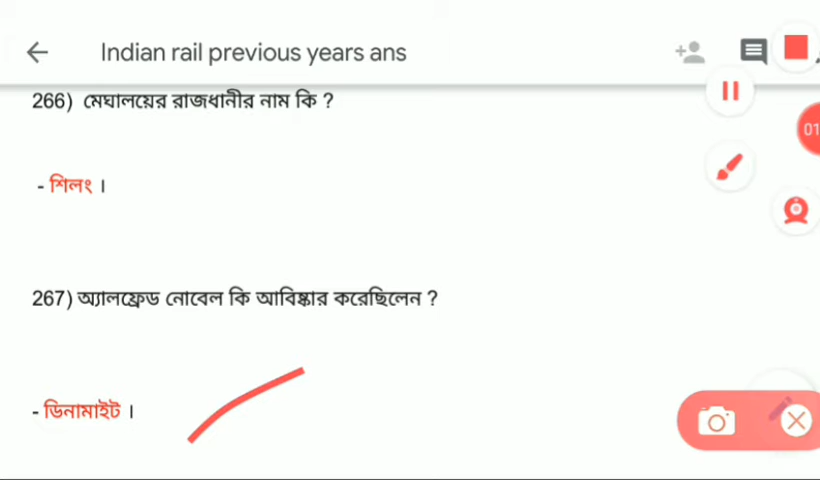 Indian rail previous years ans
266) মেঘালয়ের রাজধানীর নাম কি ?
- শিলং ।
267) অ্যালফ্রেড নোবেল কি আবিষ্কার করেছিলেন ?
- ডিনামাইট ।